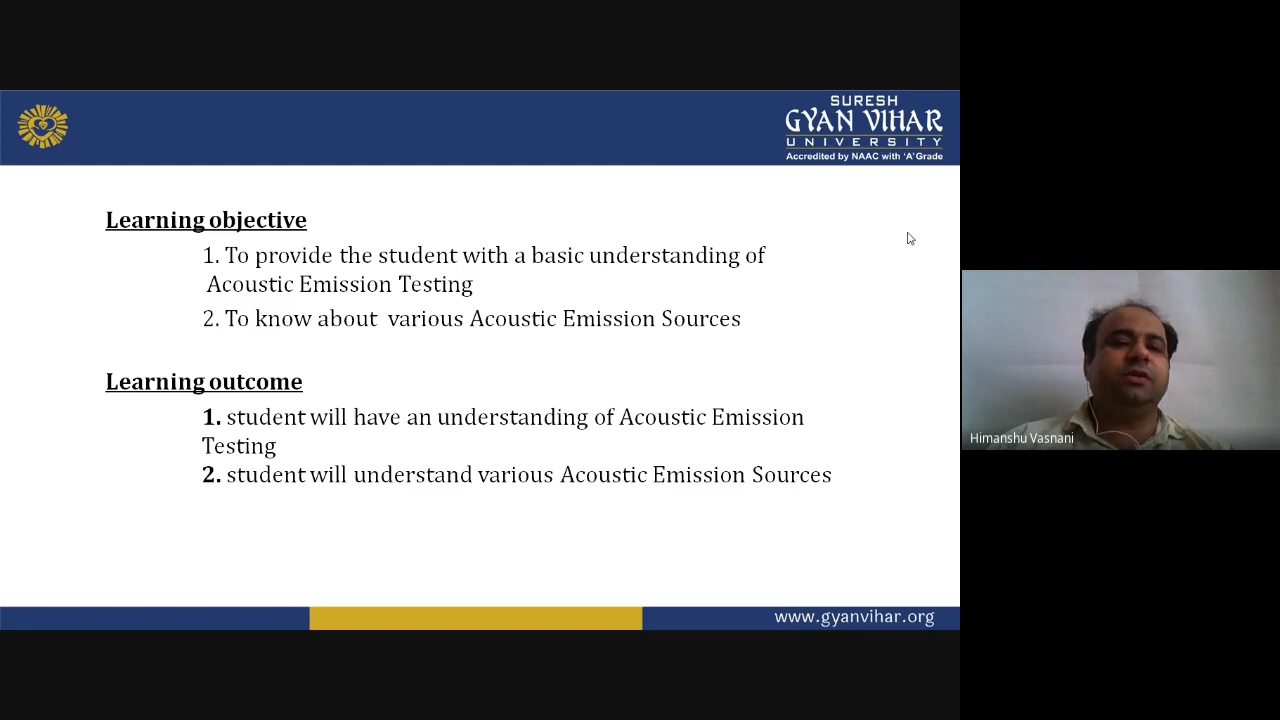 SURESH
GYAN VIHAR
UNIVERSITY
Accredited by NAAC with 'A' Grade
Learning objective
1. To provide the student with a basic understanding of
Acoustic Emission Testing
2. To know about various Acoustic Emission Sources
Learning outcome
1. student will have an understanding of Acoustic Emission
Testing
2. student will understand various Acoustic Emission Sources
Himanshu Vasnani
www.gyanvihar.org